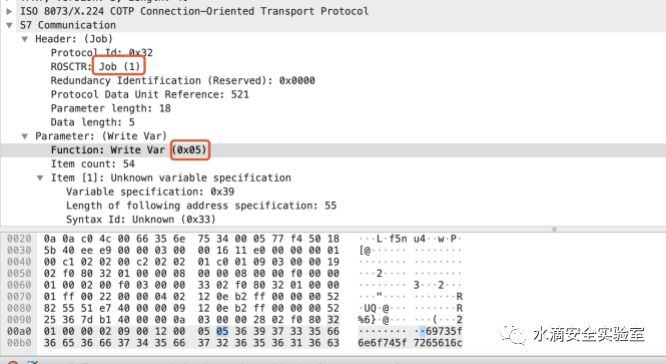 ISO 8073/X.224 COTP Connection-Oriented Transport Protocol
S7 Communication
Header: (Job)
Protocol Id: 0x32
ROSCTR: Job (1)
Redundancy Identification (Reserved): 0x0000
Protocol Data Unit Reference: 521
Parameter length: 18
Data length: 5
Parameter: (Write Var)
Function: Write Var (0x05)
Item count: 54
Item [1]: Unknown variable specification
Variable specification: 0x39
Length of following address specification: 55
Syntax Id: Unknown (0x33)
0020 0a 0a c0 4c 00 66 35 6e 75 34 00 05 77 f4 50 18 ···L·f5n u4··w·P·
0030 5b 40 ee e9 00 00 03 00 00 16 11 e0 00 00 00 01 [@······ ········
0040 00 c1 02 02 00 c2 02 02 01 c0 01 09 03 00 00 19 ········ ········
0050 02 f0 80 32 01 00 00 08 00 00 08 00 00 f0 00 00 ···2···· ········
0060 01 00 02 00 f0 03 00 00 33 02 f0 80 32 01 00 00 ········ 3···2···
0070 01 ff 00 22 00 00 04 02 12 0e b2 ff 00 00 00 52 ···"···· ·······R
0080 82 55 51 e7 40 00 00 09 12 0e b2 ff 00 00 00 52 ·UQ·@··· ·······R
0090 25 36 7d b1 40 00 00 0a 03 00 00 28 02 f0 80 32 %6}·@··· ···(···2
00a0 01 00 00 02 09 00 12 00 05 05 36 39 37 33 35 66 ········ ··69735f
00b0 36 65 36 66 37 34 35 66 37 32 36 35 36 31 36 63 6e6f745f 7265616c
水滴安全实验室